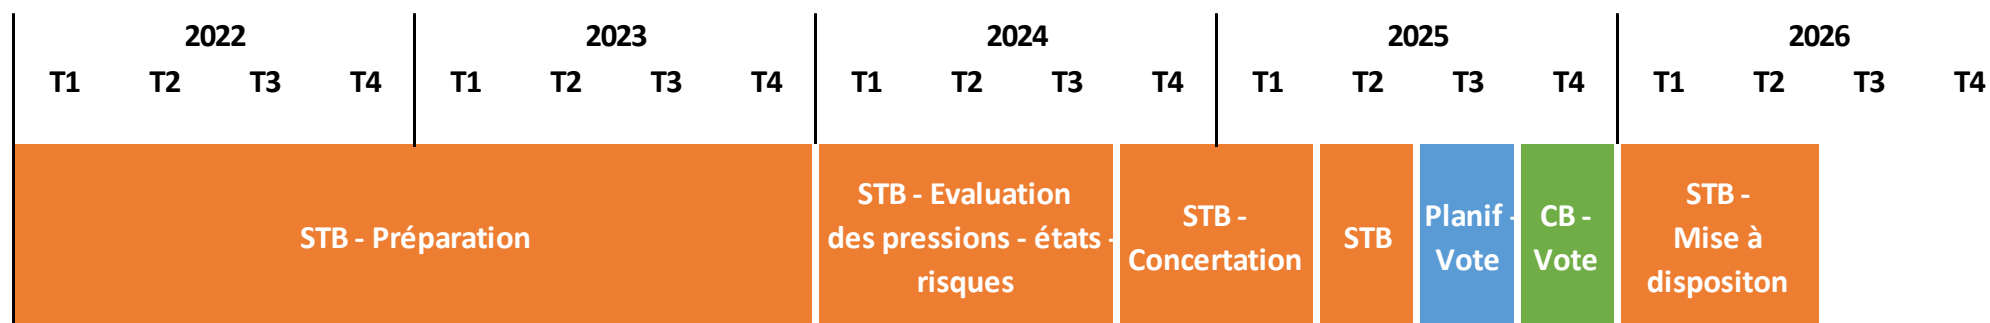 2022 2023 2024 2025 2026
T1 T2 T3 T4 T1 T2 T3 T4 T1 T2 T3 T4 T1 T2 T3 T4 T1 T2 T3 T4
STB - Préparation
STB - Evaluation
des pressions - états -
risques
STB -
Concertation
STB
Planif -
Vote
CB -
Vote
STB -
Mise à
dispositon